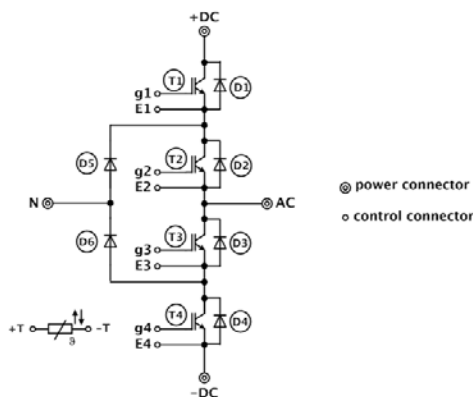 +DC
T1
D1
g1
E1
D5
T2
D2
g2
E2
N
AC
power connector
control connector
D6
T3
D3
g3
E3
+T
-T
ϑ
T4
D4
g4
E4
-DC